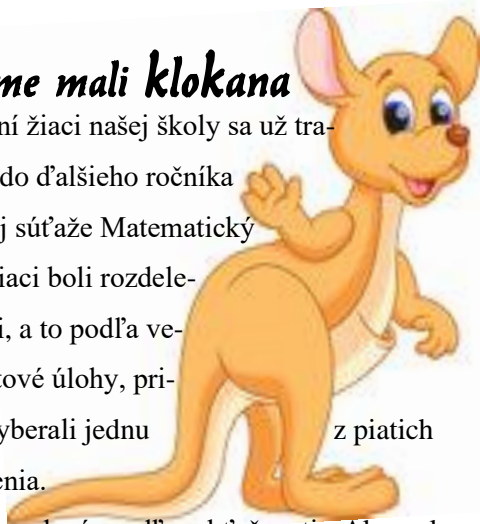 me mali klokana
ní žiaci našej školy sa už tra-
do ďalšieho ročníka
j súťaže Matematický
iaci boli rozdele-
i, a to podľa ve-
tové úlohy, pri-
yberali jednu z piatich
enia.